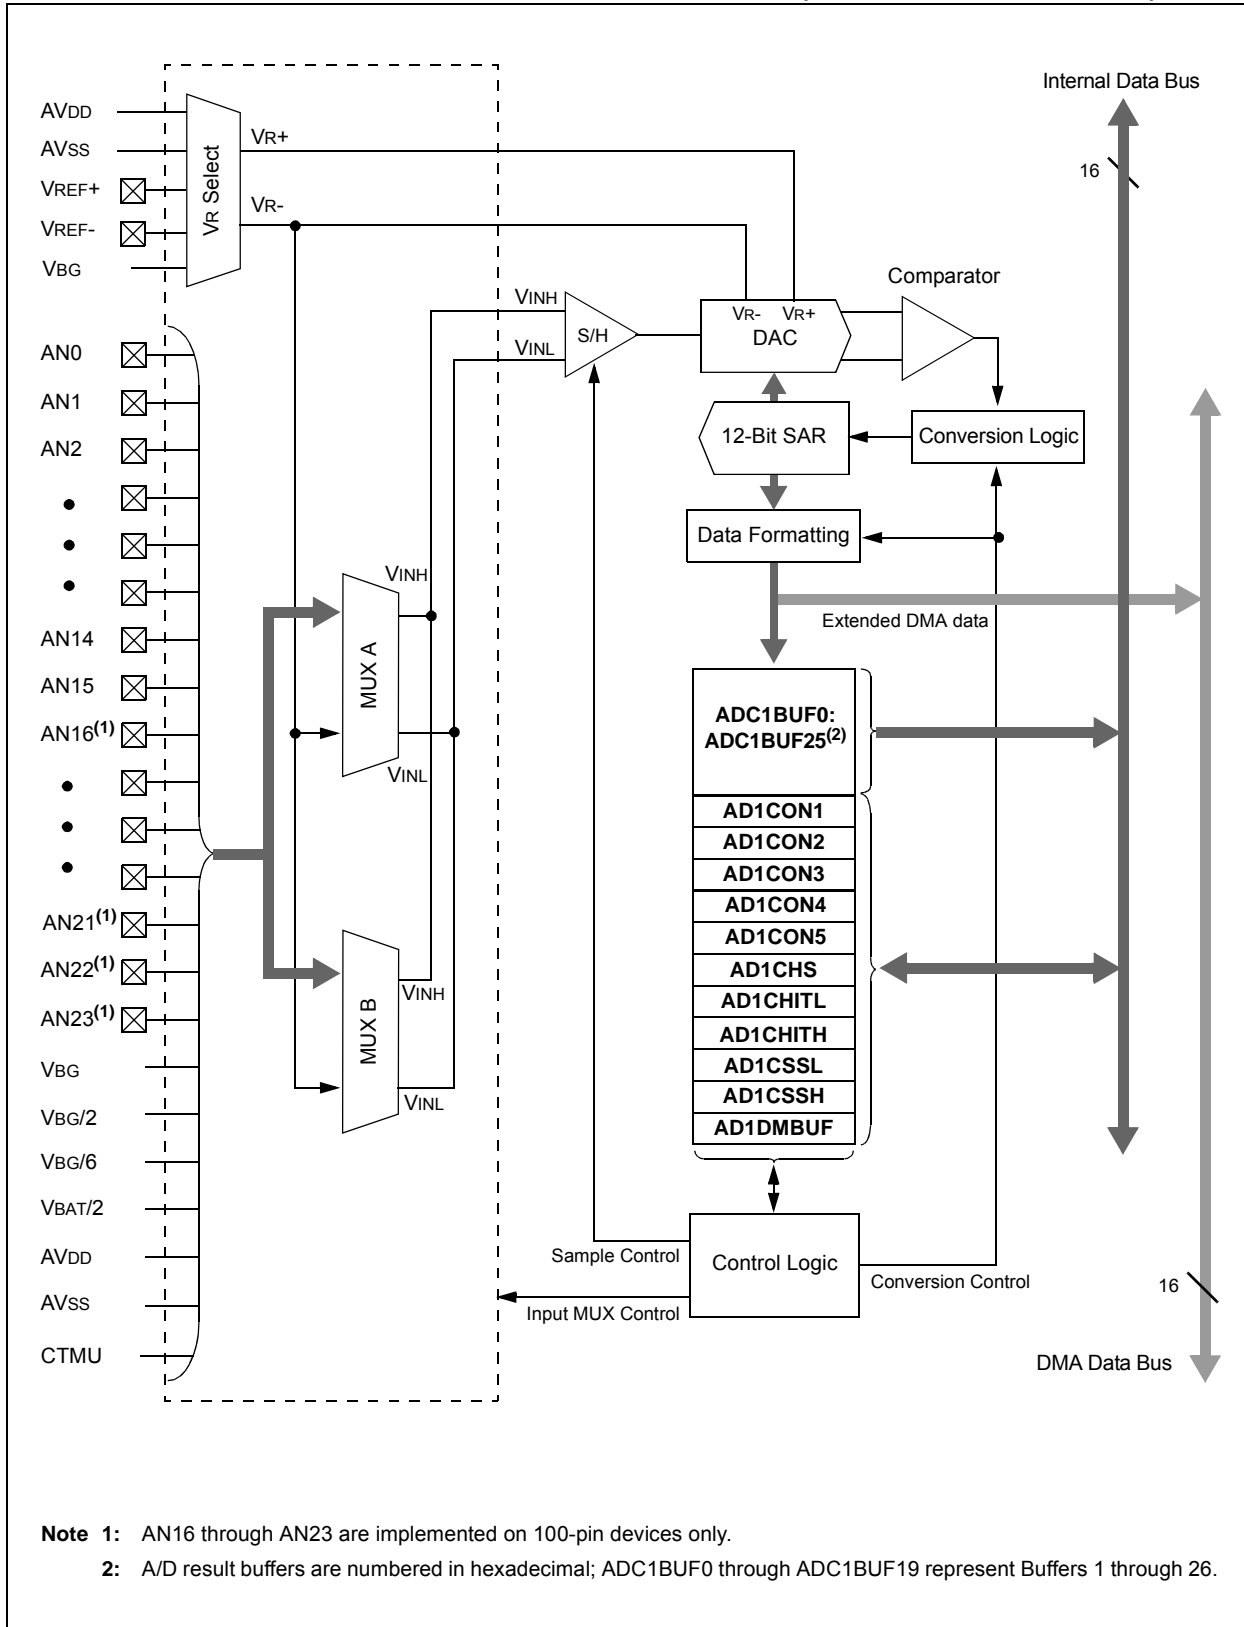 Internal Data Bus
AVDD
AVSS
VREF+
VREF-
VBG
VR Select
VR+
VR-
16
Comparator
VINH
VINL
S/H
VR- VR+
DAC
AN0
AN1
AN2
12-Bit SAR
Conversion Logic
Data Formatting
Extended DMA data
AN14
AN15
AN16(1)
VINH
MUX A
VINL
ADC1BUF0:
ADC1BUF25(2)
AD1CON1
AD1CON2
AD1CON3
AD1CON4
AD1CON5
AD1CHS
AD1CHITL
AD1CHITH
AD1CSSL
AD1CSSH
AD1DMBUF
AN21(1)
AN22(1)
AN23(1)
VINH
MUX B
VINL
VBG
VBG/2
VBG/6
VBAT/2
AVDD
AVSS
CTMU
Sample Control
Input MUX Control
Control Logic
Conversion Control
16
DMA Data Bus
Note 1: AN16 through AN23 are implemented on 100-pin devices only.
2: A/D result buffers are numbered in hexadecimal; ADC1BUF0 through ADC1BUF19 represent Buffers 1 through 26.